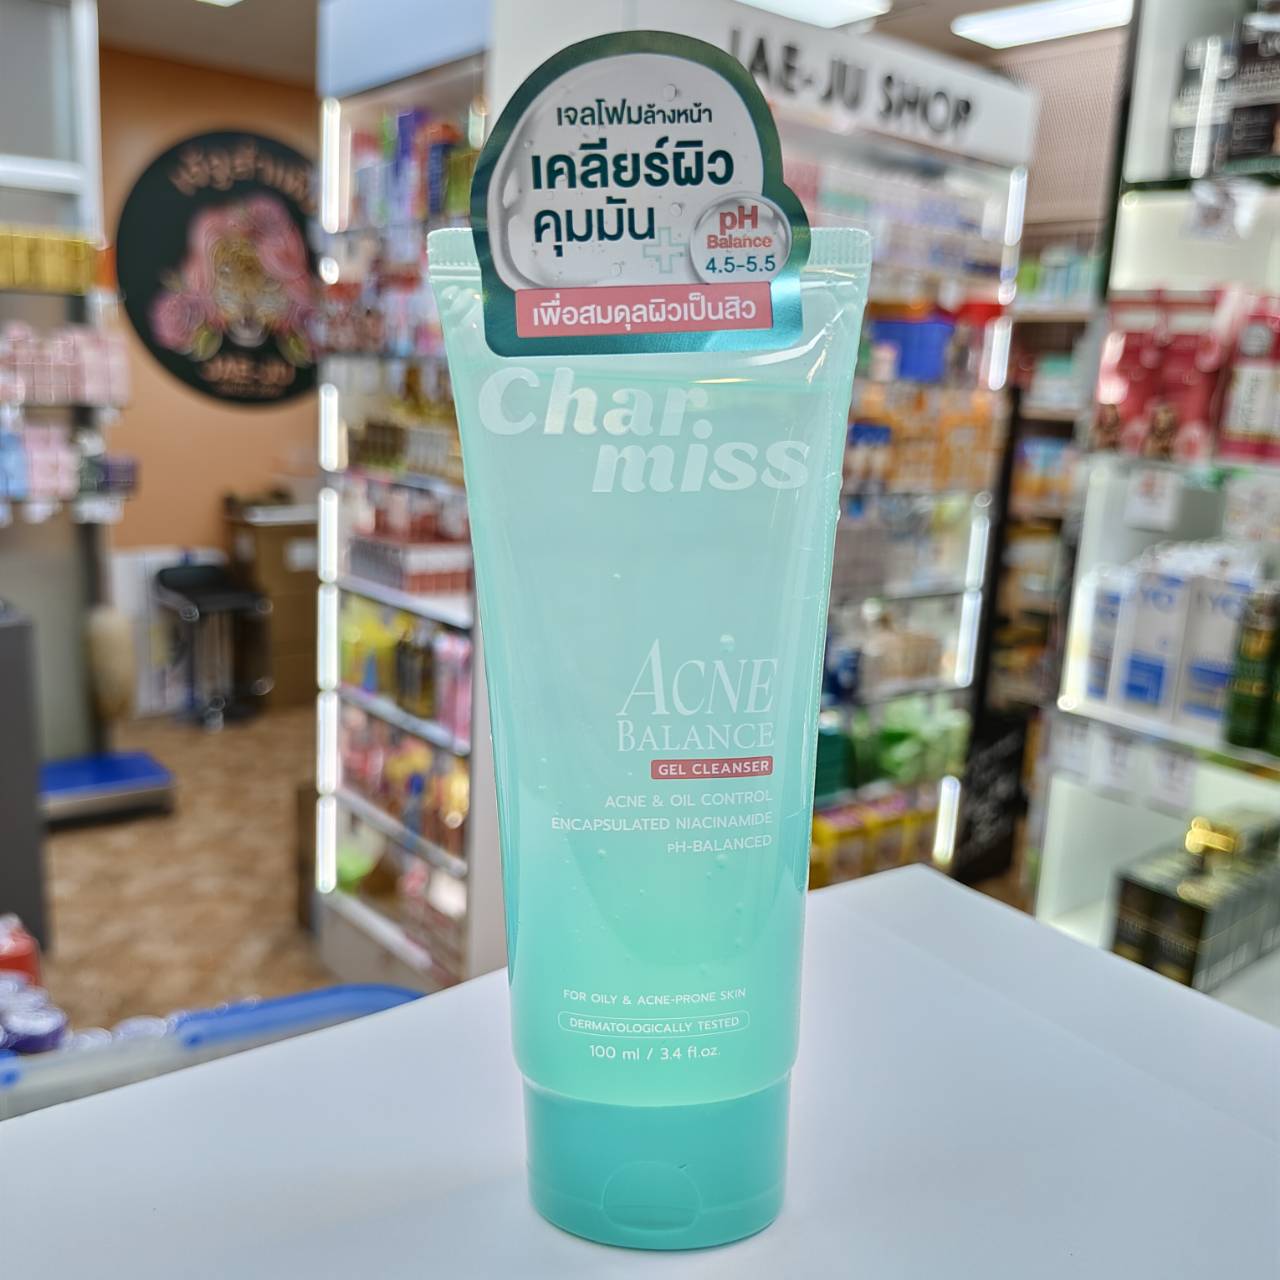 JAE-JU SHOP
เจลโฟมล้างหน้า
เคลียร์ผิว
คุมมัน
pH
Balance
4.5-5.5
เพื่อสมดุลผิวเป็นสิว
Char
miss
ACNE
BALANCE
GEL CLEANSER
ACNE & OIL CONTROL
ENCAPSULATED NIACINAMIDE
pH-BALANCED
FOR OILY & ACNE-PRONE SKIN
DERMATOLOGICALLY TESTED
100 ml / 3.4 fl.oz.
JAE-JU